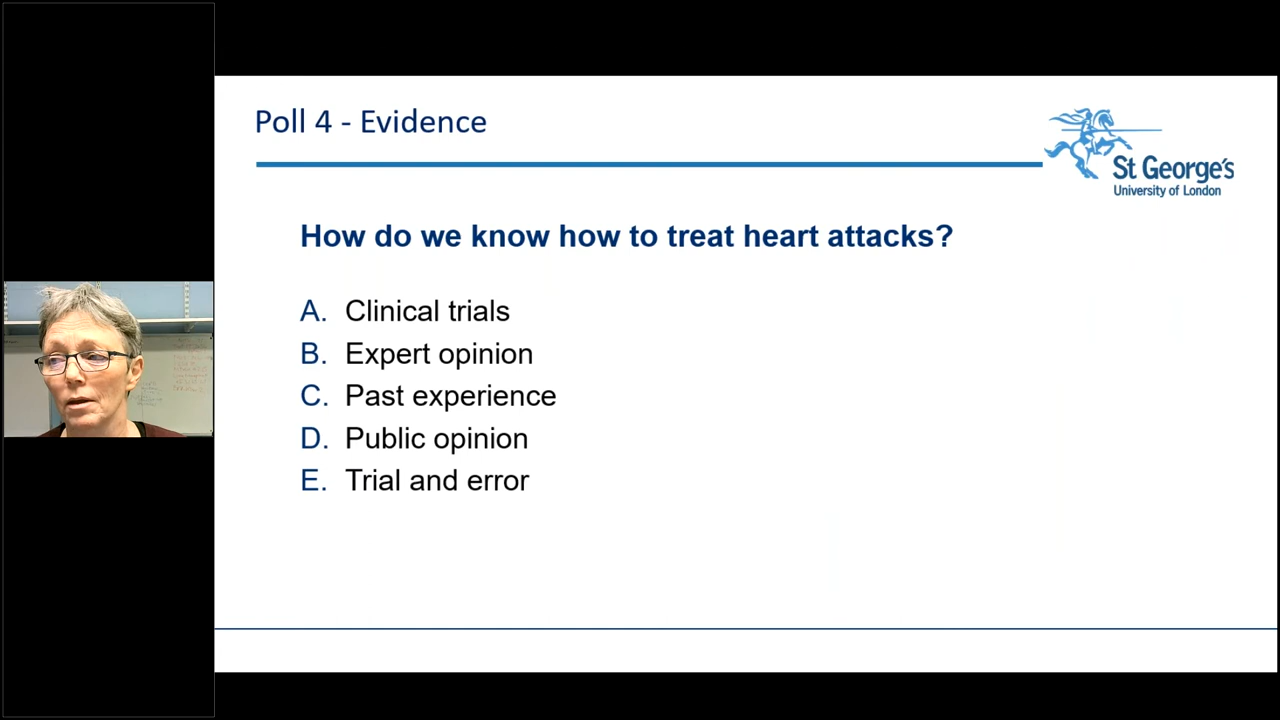 Poll 4 - Evidence
St George's
University of London
How do we know how to treat heart attacks?
A. Clinical trials
B. Expert opinion
C. Past experience
D. Public opinion
E. Trial and error